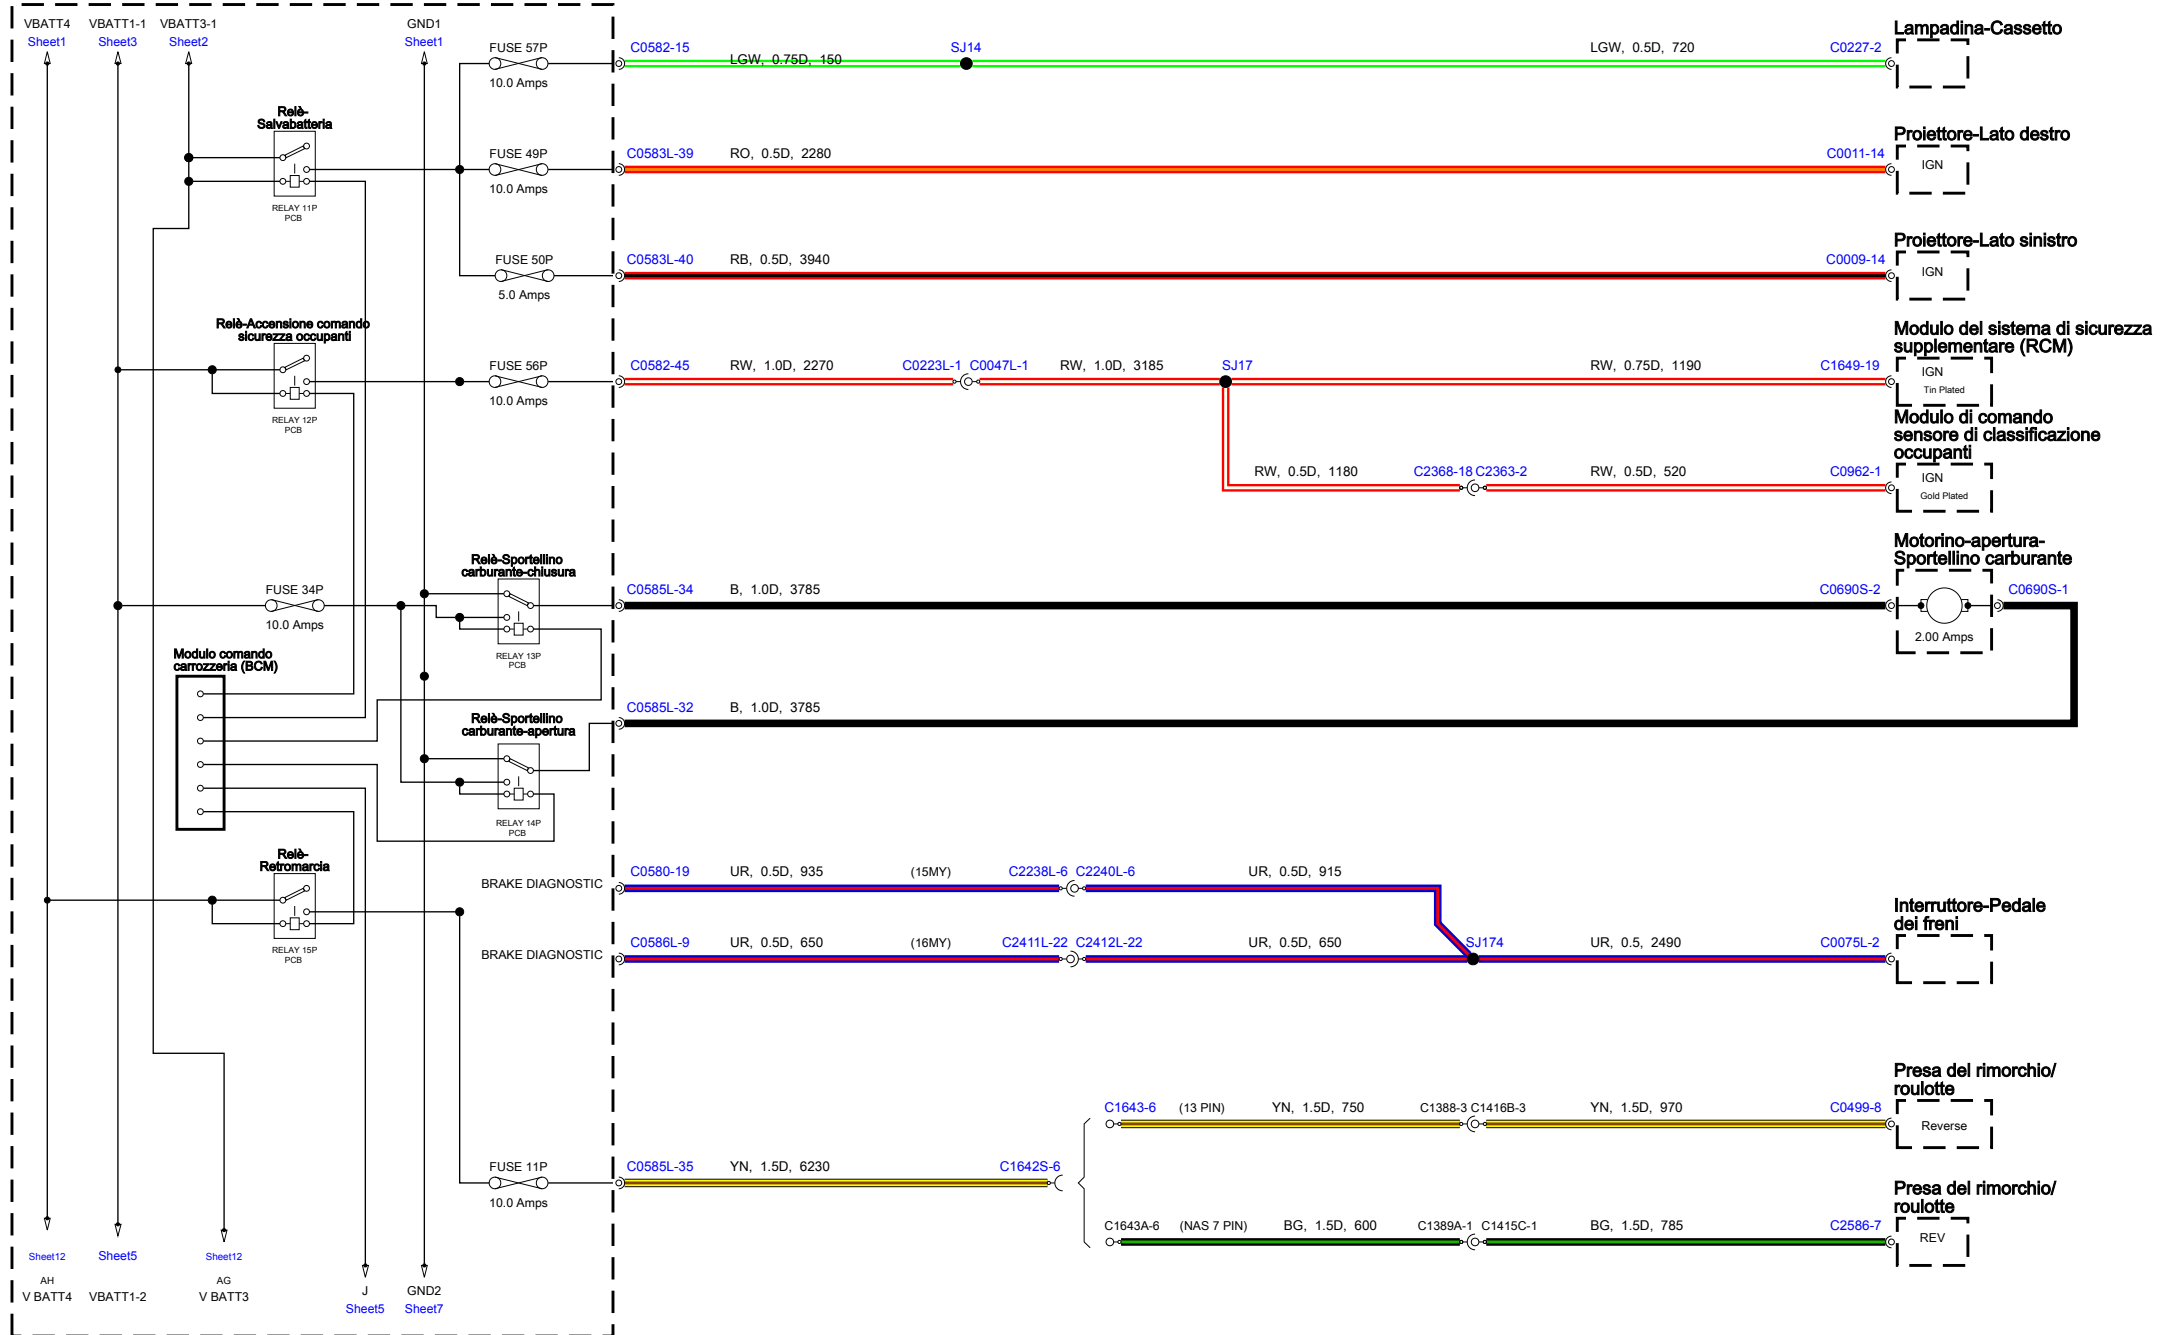 VBATT4 VBATT1-1 VBATT3-1 GND1
Sheet1 Sheet3 Sheet2 Sheet1
FUSE 57P
10.0 Amps
C0582-15
LGW, 0.75D, 150
SJ14
LGW, 0.5D, 720
C0227-2
Lampadina-Cassetto
Relè-
Salvabatteria
RELAY 11P
PCB
FUSE 49P
10.0 Amps
C0583L-39
RO, 0.5D, 2280
C0011-14
Proiettore-Lato destro
IGN
FUSE 50P
5.0 Amps
C0583L-40
RB, 0.5D, 3940
C0009-14
Proiettore-Lato sinistro
IGN
Relè-Accensione comando
sicurezza occupanti
RELAY 12P
PCB
FUSE 56P
10.0 Amps
C0582-45
RW, 1.0D, 2270
C0223L-1 C0047L-1
RW, 1.0D, 3185
SJ17
RW, 0.75D, 1190
C1649-19
Modulo del sistema di sicurezza
supplementare (RCM)
IGN
Tin Plated
RW, 0.5D, 1180
C2368-18 C2363-2
RW, 0.5D, 520
C0962-1
Modulo di comando
sensore di classificazione
occupanti
IGN
Gold Plated
FUSE 34P
10.0 Amps
Relè-Sportellino
carburante-chiusura
RELAY 13P
PCB
C0585L-34
B, 1.0D, 3785
C0690S-2
Motorino-apertura-
Sportellino carburante
2.00 Amps
C0690S-1
Modulo comando
carrozzeria (BCM)
Relè-Sportellino
carburante-apertura
RELAY 14P
PCB
C0585L-32
B, 1.0D, 3785
Relè-
Retromarcia
RELAY 15P
PCB
BRAKE DIAGNOSTIC
C0580-19
UR, 0.5D, 935
(15MY)
C2238L-6 C2240L-6
UR, 0.5D, 915
BRAKE DIAGNOSTIC
C0586L-9
UR, 0.5D, 650
(16MY)
C2411L-22 C2412L-22
UR, 0.5D, 650
SJ174
UR, 0.5, 2490
C0075L-2
Interruttore-Pedale
dei freni
FUSE 11P
10.0 Amps
C0585L-35
YN, 1.5D, 6230
C1642S-6
C1643-6
(13 PIN)
YN, 1.5D, 750
C1388-3 C1416B-3
YN, 1.5D, 970
C0499-8
Presa del rimorchio/
roulotte
Reverse
C1643A-6
(NAS 7 PIN)
BG, 1.5D, 600
C1389A-1 C1415C-1
BG, 1.5D, 785
C2586-7
Presa del rimorchio/
roulotte
REV
Sheet12 Sheet5 Sheet12
AH AG J GND2
V BATT4 VBATT1-2 V BATT3 Sheet5 Sheet7